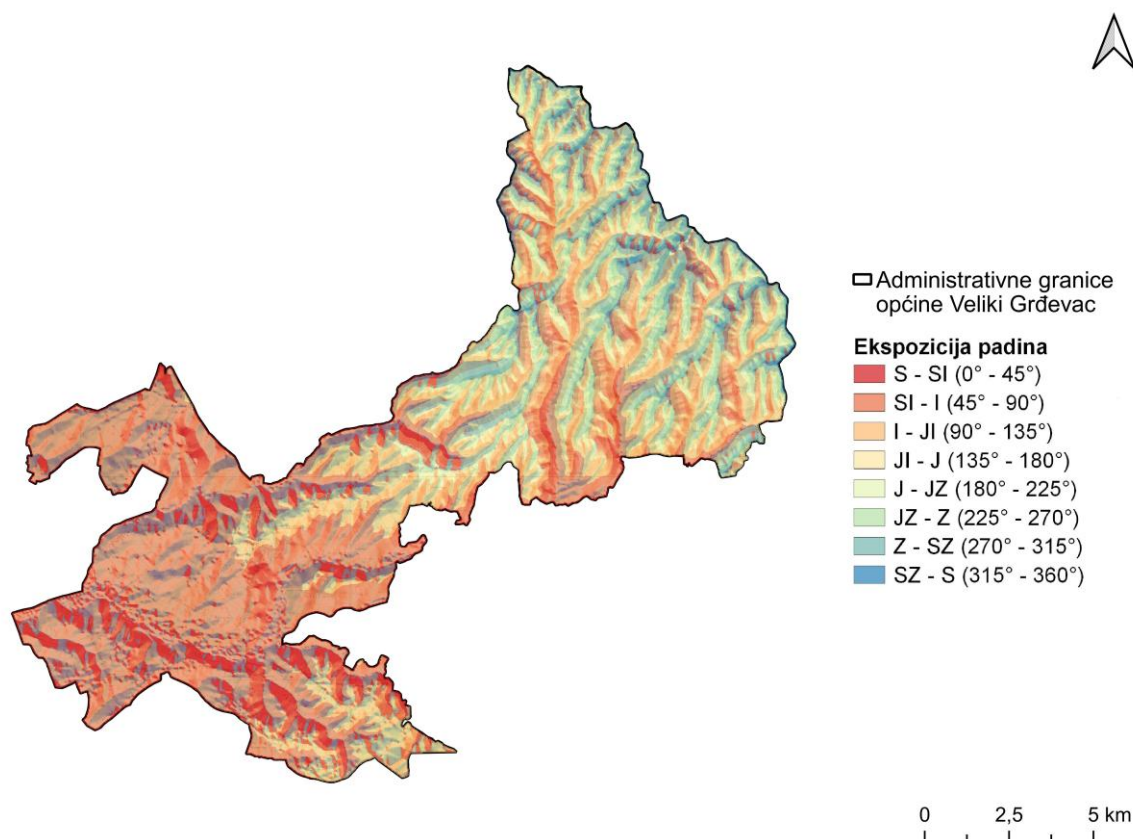 Administrativne granice
općine Veliki Grđevac
Ekspozicija padina
S - SI (0° - 45°)
SI - I (45° - 90°)
I - JI (90° - 135°)
JI - J (135° - 180°)
J - JZ (180° - 225°)
JZ - Z (225° - 270°)
Z - SZ (270° - 315°)
SZ - S (315° - 360°)
0 2,5 5 km